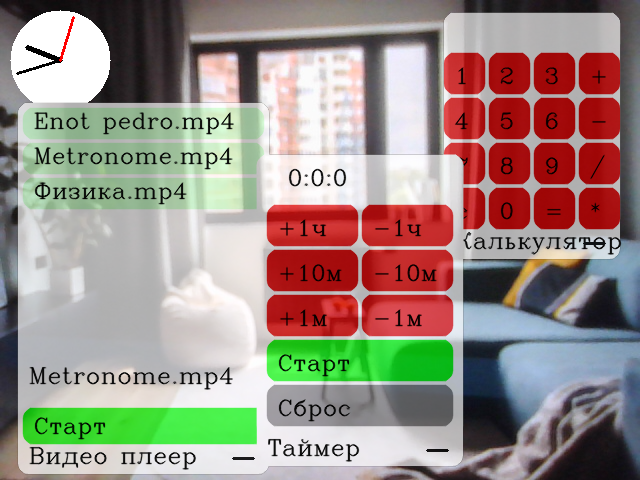 Enot pedro.mp4
Metronome.mp4
Физика.mp4
Metronome.mp4
Старт
Видео плеер
0:0:0
+1ч -1ч
+10м -10м
+1м -1м
Старт
Сброс
Таймер
1 2 3 +
4 5 6 -
8 9 /
0 = *
Калькулятор